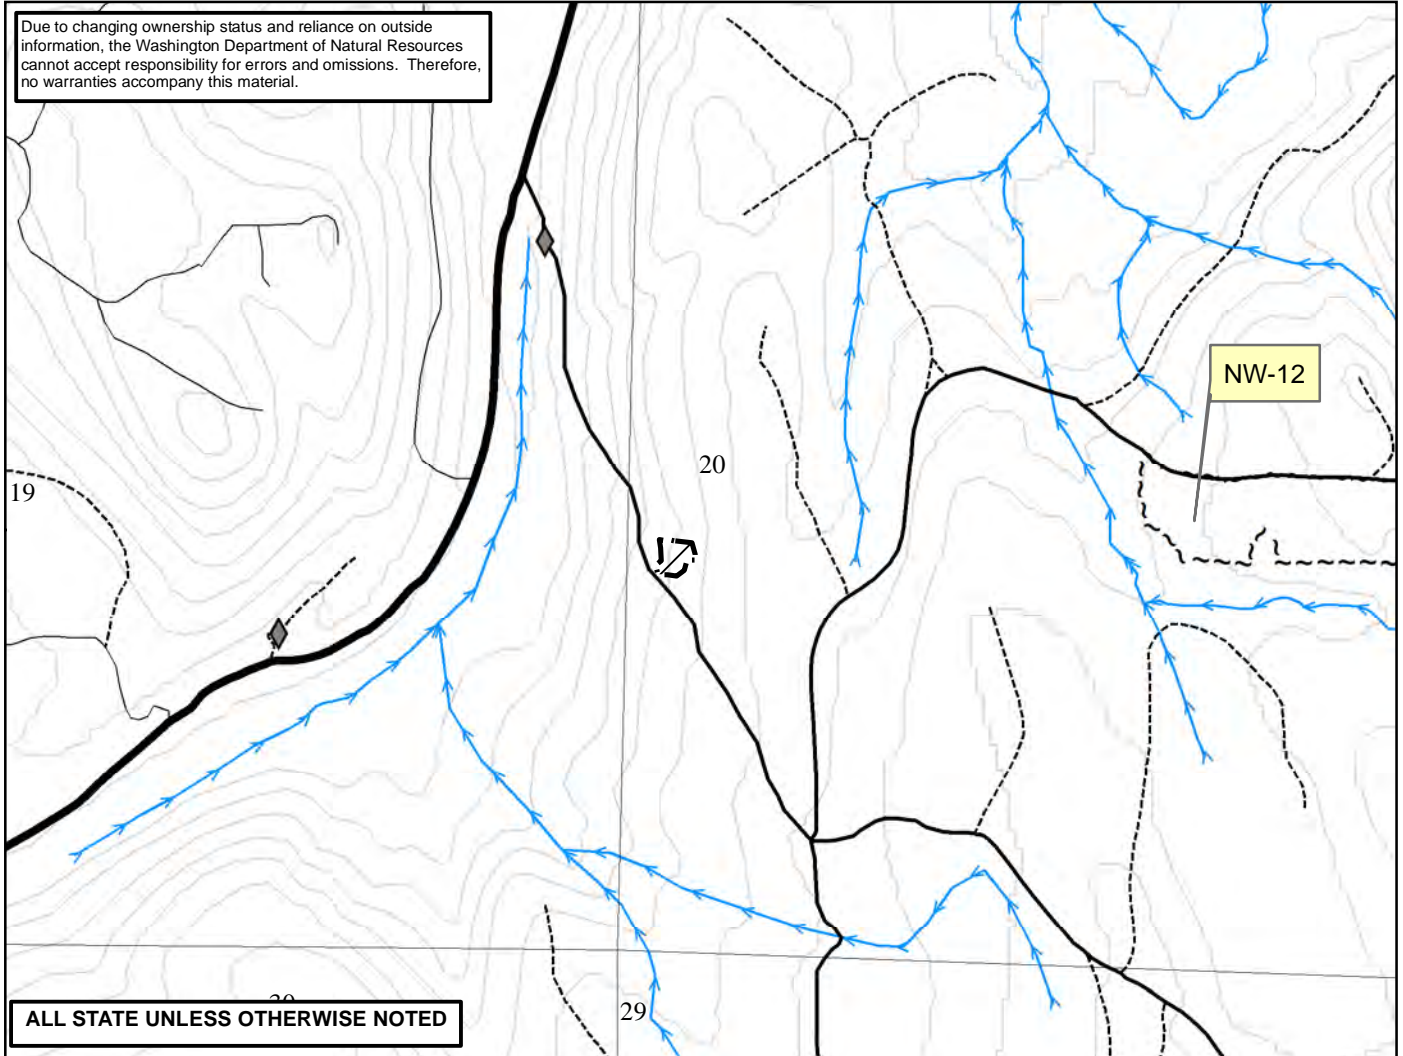 Due to changing ownership status and reliance on outside
information, the Washington Department of Natural Resources
cannot accept responsibility for errors and omissions. Therefore,
no warranties accompany this material.
NW-12
20
19
29
ALL STATE UNLESS OTHERWISE NOTED